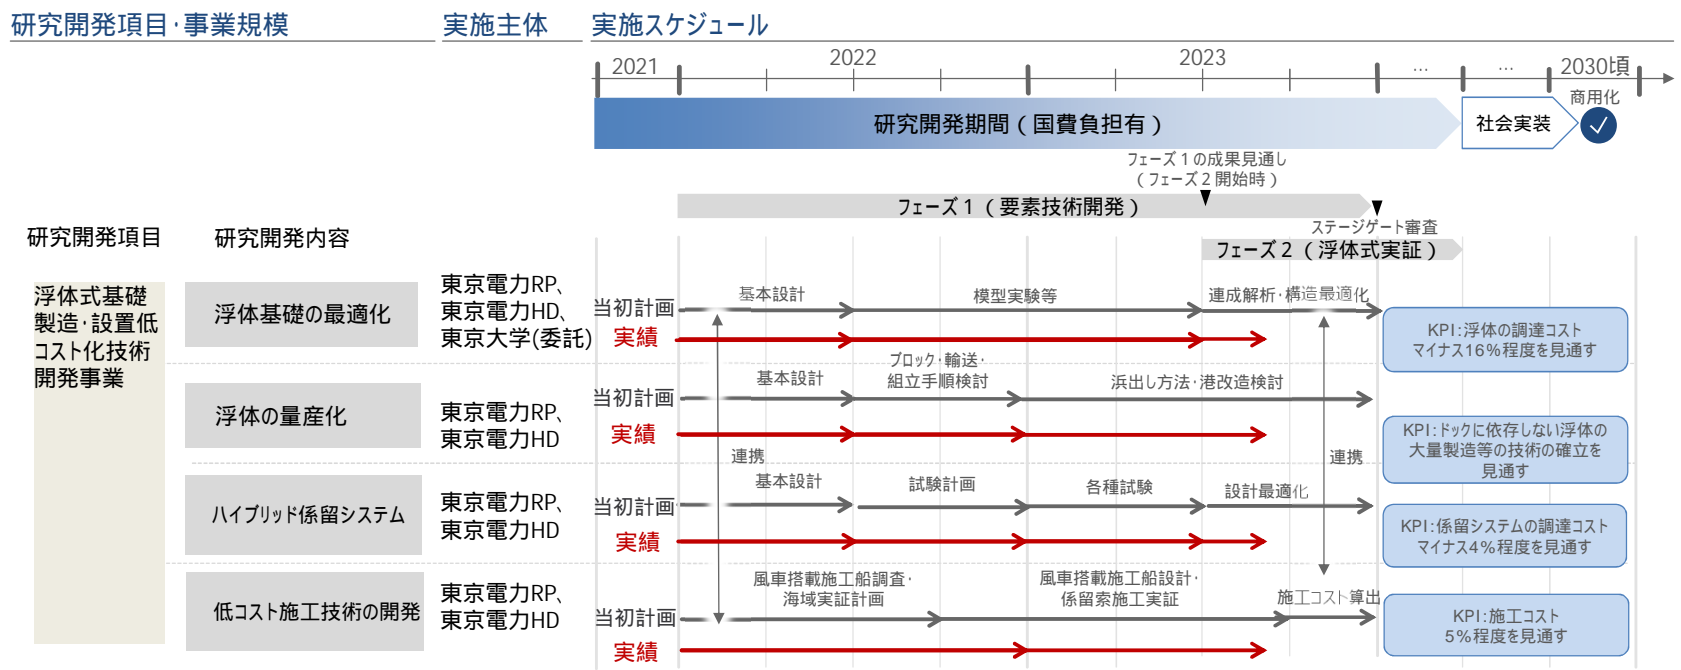 研究開発項目・事業規模
実施主体
実施スケジュール
2021
2022
2023
…
…
2030頃
商用化
研究開発期間（国費負担有）
社会実装
フェーズ１の成果見通し
（フェーズ２開始時）
フェーズ１（要素技術開発）
ステージゲート審査
フェーズ２（浮体式実証）
研究開発項目
研究開発内容
浮体式基礎
製造・設置低
コスト化技術
開発事業
浮体基礎の最適化
東京電力RP、
東京電力HD、
東京大学(委託)
当初計画
基本設計
模型実験等
連成解析・構造最適化
実績
KPI：浮体の調達コスト
マイナス16%程度を見通す
浮体の量産化
東京電力RP、
東京電力HD
当初計画
基本設計
ブロック・輸送・
組立手順検討
浜出し方法・港改造検討
実績
KPI：ドックに依存しない浮体の
大量製造等の技術の確立を
見通す
連携
連携
ハイブリッド係留システム
東京電力RP、
東京電力HD
当初計画
基本設計
試験計画
各種試験
設計最適化
実績
KPI：係留システムの調達コスト
マイナス4%程度を見通す
低コスト施工技術の開発
東京電力RP、
東京電力HD
当初計画
風車搭載施工船調査・
海域実証計画
風車搭載施工船設計・
係留索施工実証
施工コスト算出
実績
KPI：施工コスト
5%程度を見通す